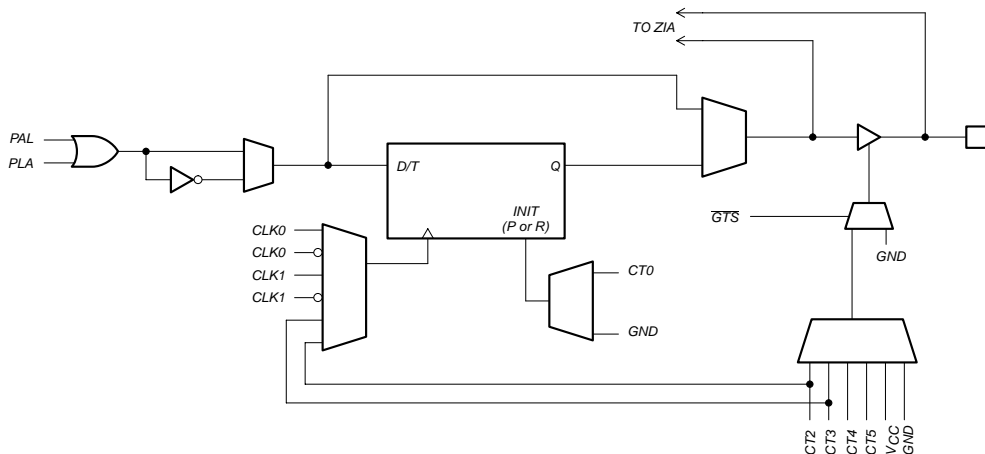 TO ZIA
PAL
PLA
D/T
Q
INIT
(P or R)
CLK0
CLK0
CLK1
CLK1
CT0
GND
GTS
GND
CT2
CT3
CT4
CT5
VCC
GND